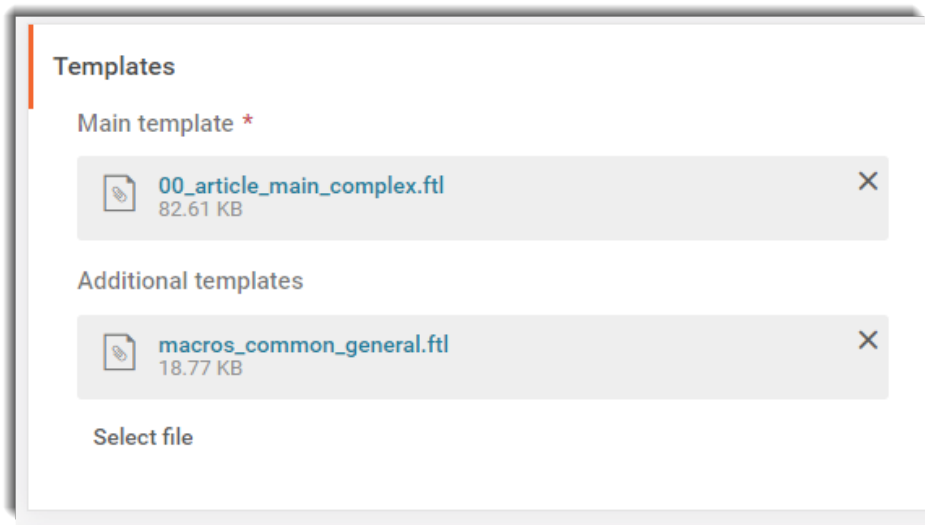 Templates
Main template *
00_article_main_complex.ftl
82.61 KB
Additional templates
macros_common_general.ftl
18.77 KB
Select file